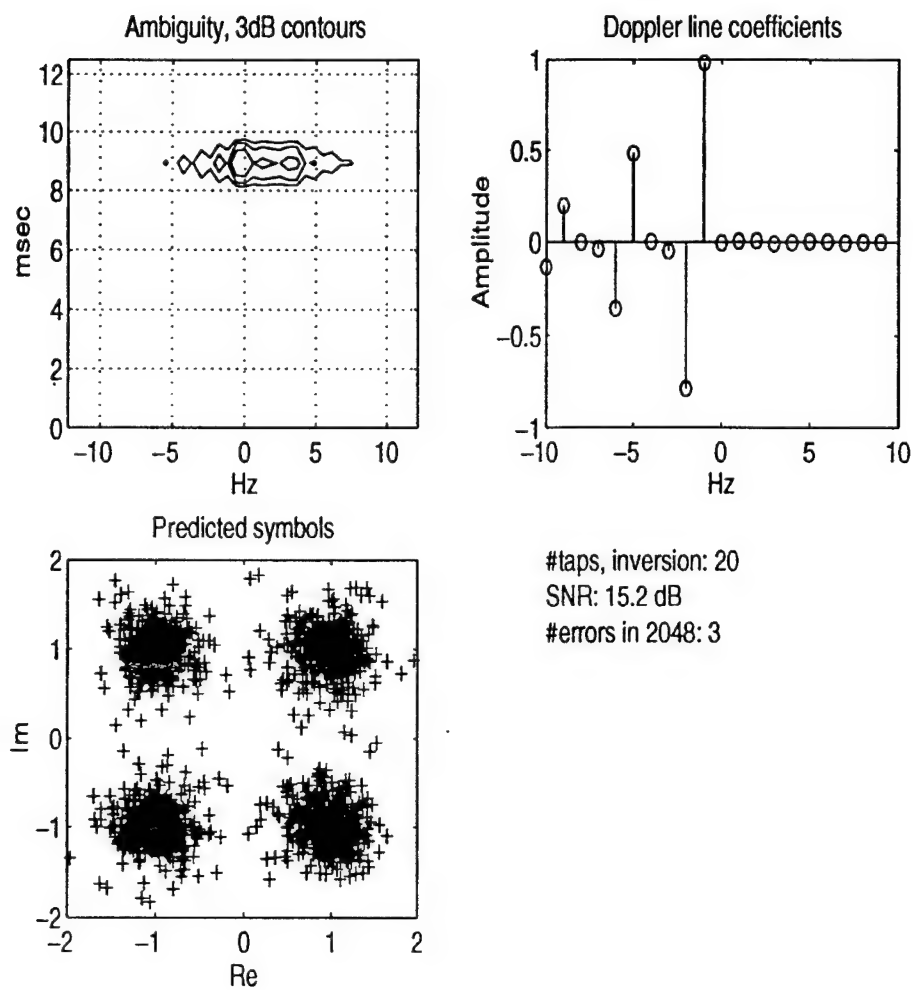 Ambiguity, 3dB contours
12
10
8
6
4
2
0
msec
−10 −5 0 5 10
Hz
Doppler line coefficients
1
0.5
0
−0.5
−1
Amplitude
−10 −5 0 5 10
Hz
Predicted symbols
2
1
0
−1
−2
Im
−2 −1 0 1 2
Re
#taps, inversion: 20
SNR: 15.2 dB
#errors in 2048: 3